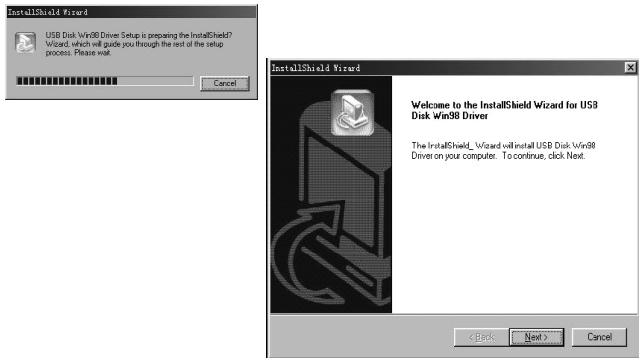 InstallShield Wizard
USB Disk Win98 Driver Setup is preparing the InstallShield?
Wizard, which will guide you through the rest of the setup
process. Please wait.
Cancel
InstallShield Wizard
Welcome to the InstallShield Wizard for USB
Disk Win98 Driver
The InstallShield_ Wizard will install USB Disk Win98
Driver on your computer. To continue, click Next.
< Back
Next >
Cancel